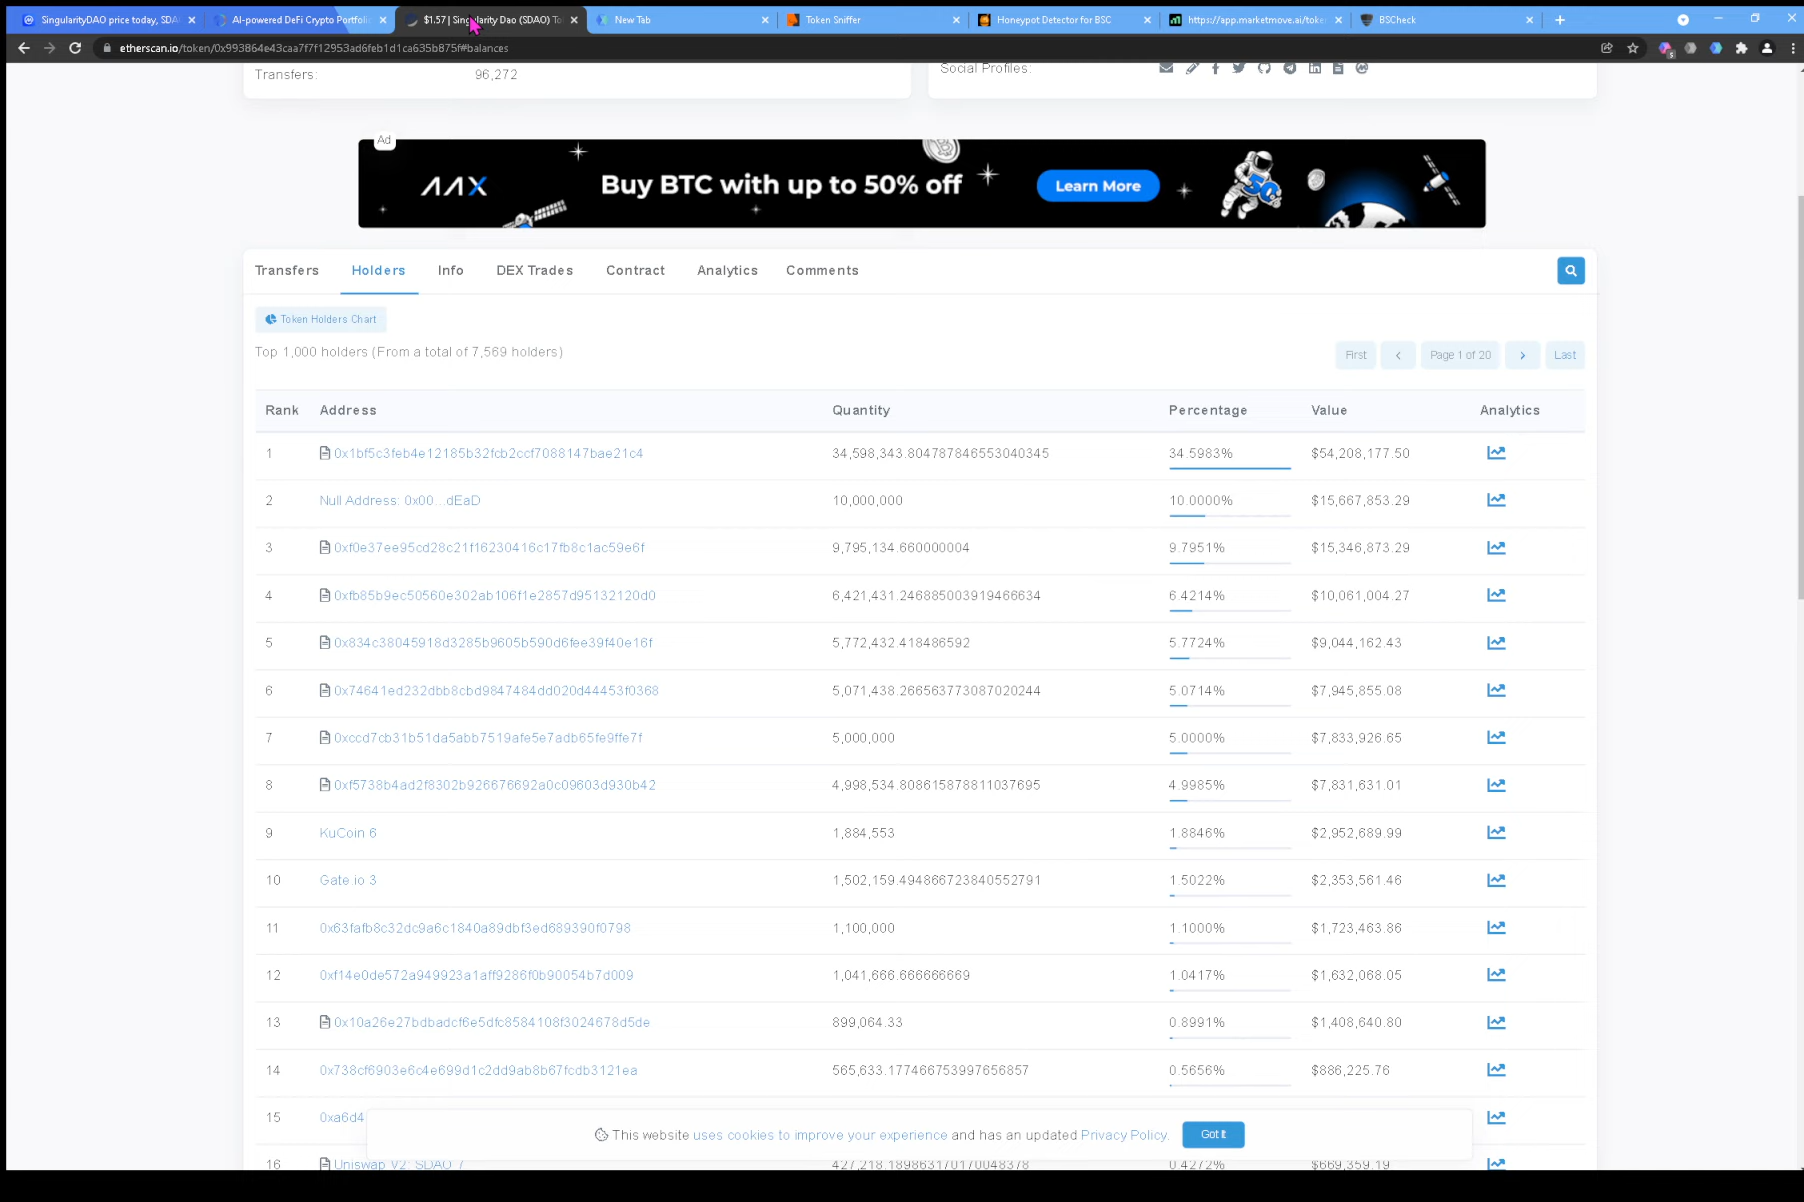 SingularityDAO price today, SDA
AI-powered DeFi Crypto Portfolio
$1.57 | Singularity Dao (SDAO) To
New Tab
Token Sniffer
Honeypot Detector for BSC
https://app.marketmove.ai/toke
BSCheck
etherscan.io/token/0x993864e43caa7f7f12953ad6feb1d1ca635b875f#balances
Transfers: 96,272
Social Profiles:
Ad
AAX
Buy BTC with up to 50% off
Learn More
50
Transfers Holders Info DEX Trades Contract Analytics Comments
Token Holders Chart
Top 1,000 holders (From a total of 7,569 holders)
First Page 1 of 20 Last
Rank Address Quantity Percentage Value Analytics
1 0x1bf5c3feb4e12185b32fcb2ccf7088147bae21c4 34,598,343.804787846553040345 34.5983% $54,208,177.50
2 Null Address: 0x00...dEaD 10,000,000 10.0000% $15,667,853.29
3 0xf0e37ee95cd28c21f16230416c17fb8c1ac59e6f 9,795,134.660000004 9.7951% $15,346,873.29
4 0xfb85b9ec50560e302ab106f1e2857d95132120d0 6,421,431.246885003919466634 6.4214% $10,061,004.27
5 0x834c38045918d3285b9605b590d6fee39f40e16f 5,772,432.418486592 5.7724% $9,044,162.43
6 0x74641ed232dbb8cbd9847484dd020d44453f0368 5,071,438.266563773087020244 5.0714% $7,945,855.08
7 0xccd7cb31b51da5abb7519afe5e7adb65fe9ffe7f 5,000,000 5.0000% $7,833,926.65
8 0xf5738b4ad2f8302b926676692a0c09603d930b42 4,998,534.808615878811037695 4.9985% $7,831,631.01
9 KuCoin 6 1,884,553 1.8846% $2,952,689.99
10 Gate.io 3 1,502,159.494866723840552791 1.5022% $2,353,561.46
11 0x63fafb8c32dc9a6c1840a89dbf3ed689390f0798 1,100,000 1.1000% $1,723,463.86
12 0xf14e0de572a949923a1aff9286f0b90054b7d009 1,041,666.666666669 1.0417% $1,632,068.05
13 0x10a26e27bdbadcf6e5dfc8584108f3024678d5de 899,064.33 0.8991% $1,408,640.80
14 0x738cf6903e6c4e699d1c2dd9ab8b67fcdb3121ea 565,633.177466753997656857 0.5656% $886,225.76
15 0xa6d4
This website uses cookies to improve your experience and has an updated Privacy Policy. Got It
16 Uniswap V2: SDAO 7 427,218.189863170170048378 0.4272% $669,359.19